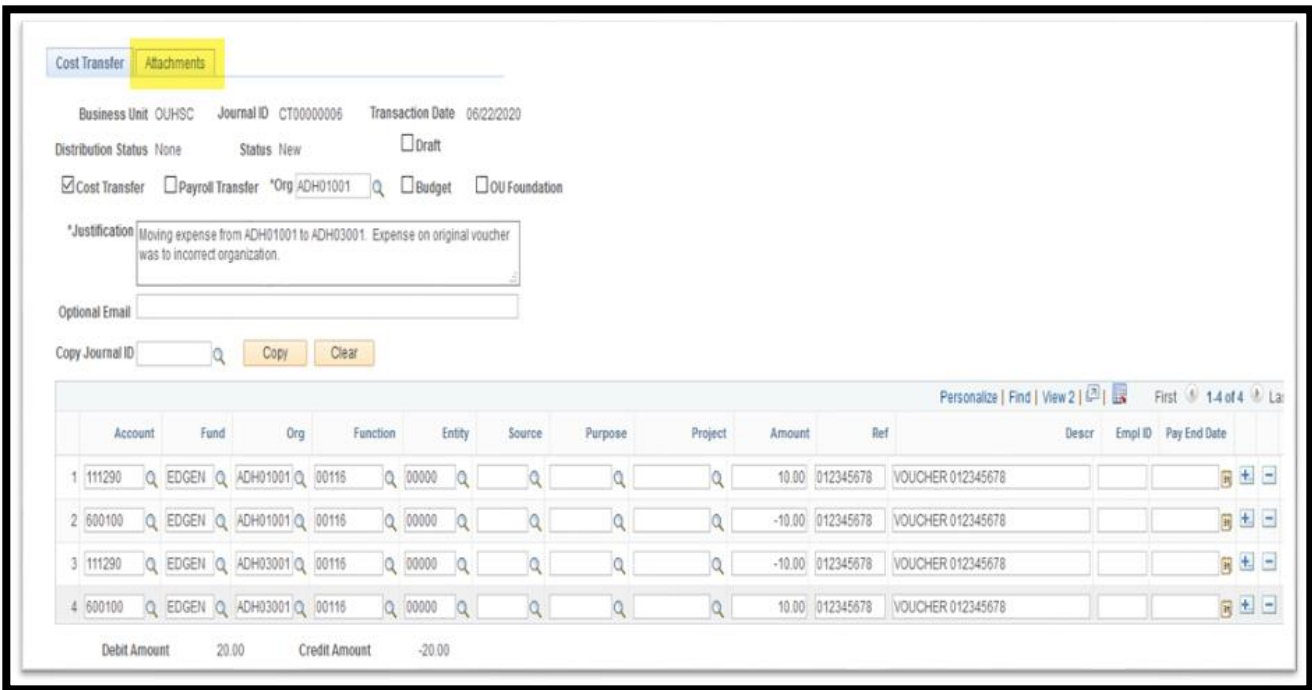 Cost Transfer Attachments
Business Unit OUHSC Journal ID CT00000006 Transaction Date 06/22/2020
Distribution Status None Status New Draft
Cost Transfer Payroll Transfer *Org ADH01001 Budget OU Foundation
*Justification Moving expense from ADH01001 to ADH03001. Expense on original voucher
was to incorrect organization.
Optional Email
Copy Journal ID Copy Clear
Personalize | Find | View 2 | | First 1-4 of 4 La
Account Fund Org Function Entity Source Purpose Project Amount Ref Descr Empl ID Pay End Date
1 111290 EDGEN ADH01001 00116 00000 10.00 012345678 VOUCHER 012345678
2 600100 EDGEN ADH01001 00116 00000 -10.00 012345678 VOUCHER 012345678
3 111290 EDGEN ADH03001 00116 00000 -10.00 012345678 VOUCHER 012345678
4 600100 EDGEN ADH03001 00116 00000 10.00 012345678 VOUCHER 012345678
Debit Amount 20.00 Credit Amount -20.00